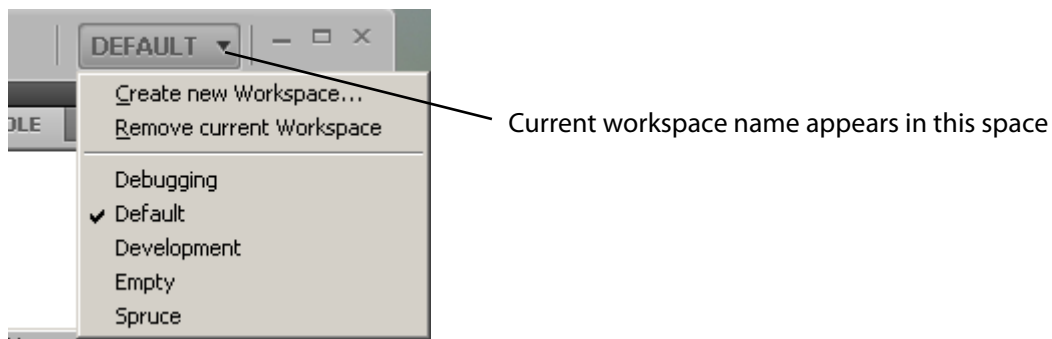 DEFAULT
Create new Workspace...
Remove current Workspace
Debugging
Default
Development
Empty
Spruce
Current workspace name appears in this space